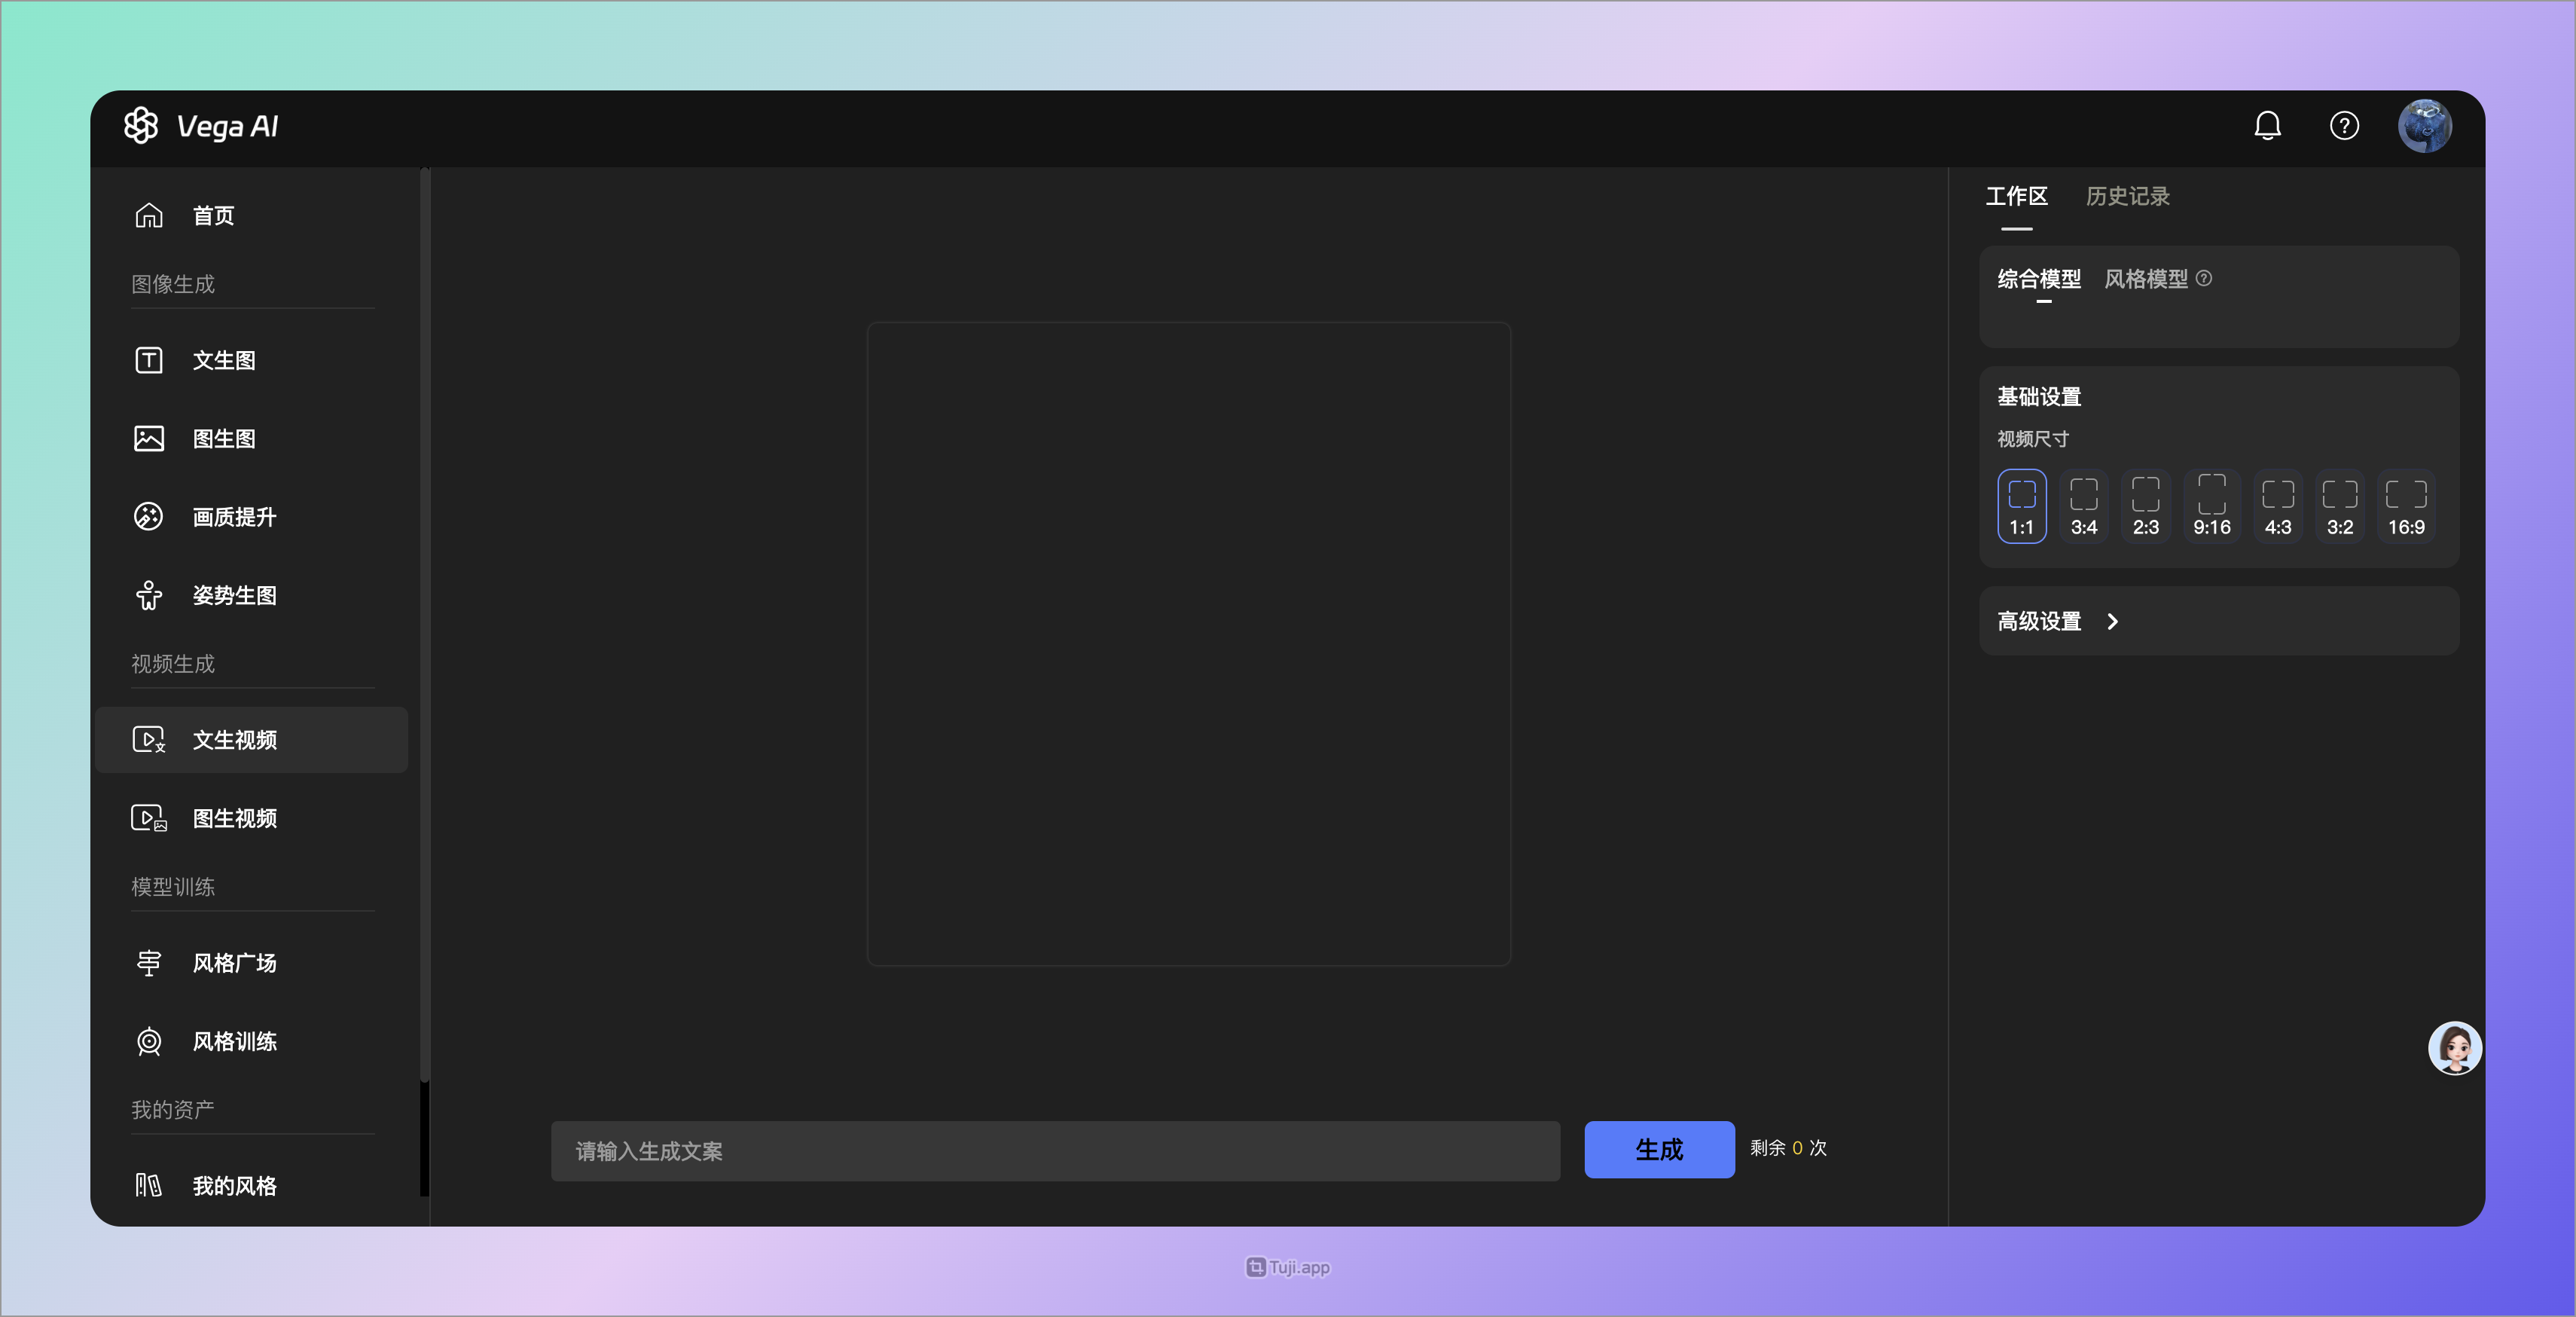 Vega AI
首页
图像生成
文生图
图生图
画质提升
姿势生图
视频生成
文生视频
图生视频
模型训练
风格广场
风格训练
我的资产
我的风格
请输入生成文案
生成
剩余 0 次
工作区 历史记录
综合模型 风格模型
基础设置
视频尺寸
1:1 3:4 2:3 9:16 4:3 3:2 16:9
高级设置
Tuji.app